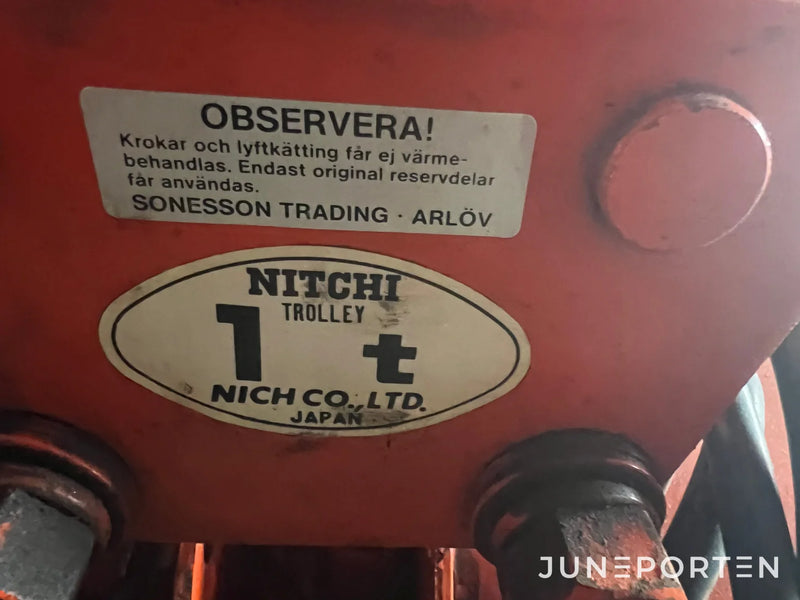 OBSERVERA!
Krokar och lyftkätting får ej värme-
behandlas. Endast original reservdelar
får användas.
SONESSON TRADING · ARLÖV
NITCHI
TROLLEY
1 t
NICH CO., LTD.
JAPAN
JUNEPORTEN